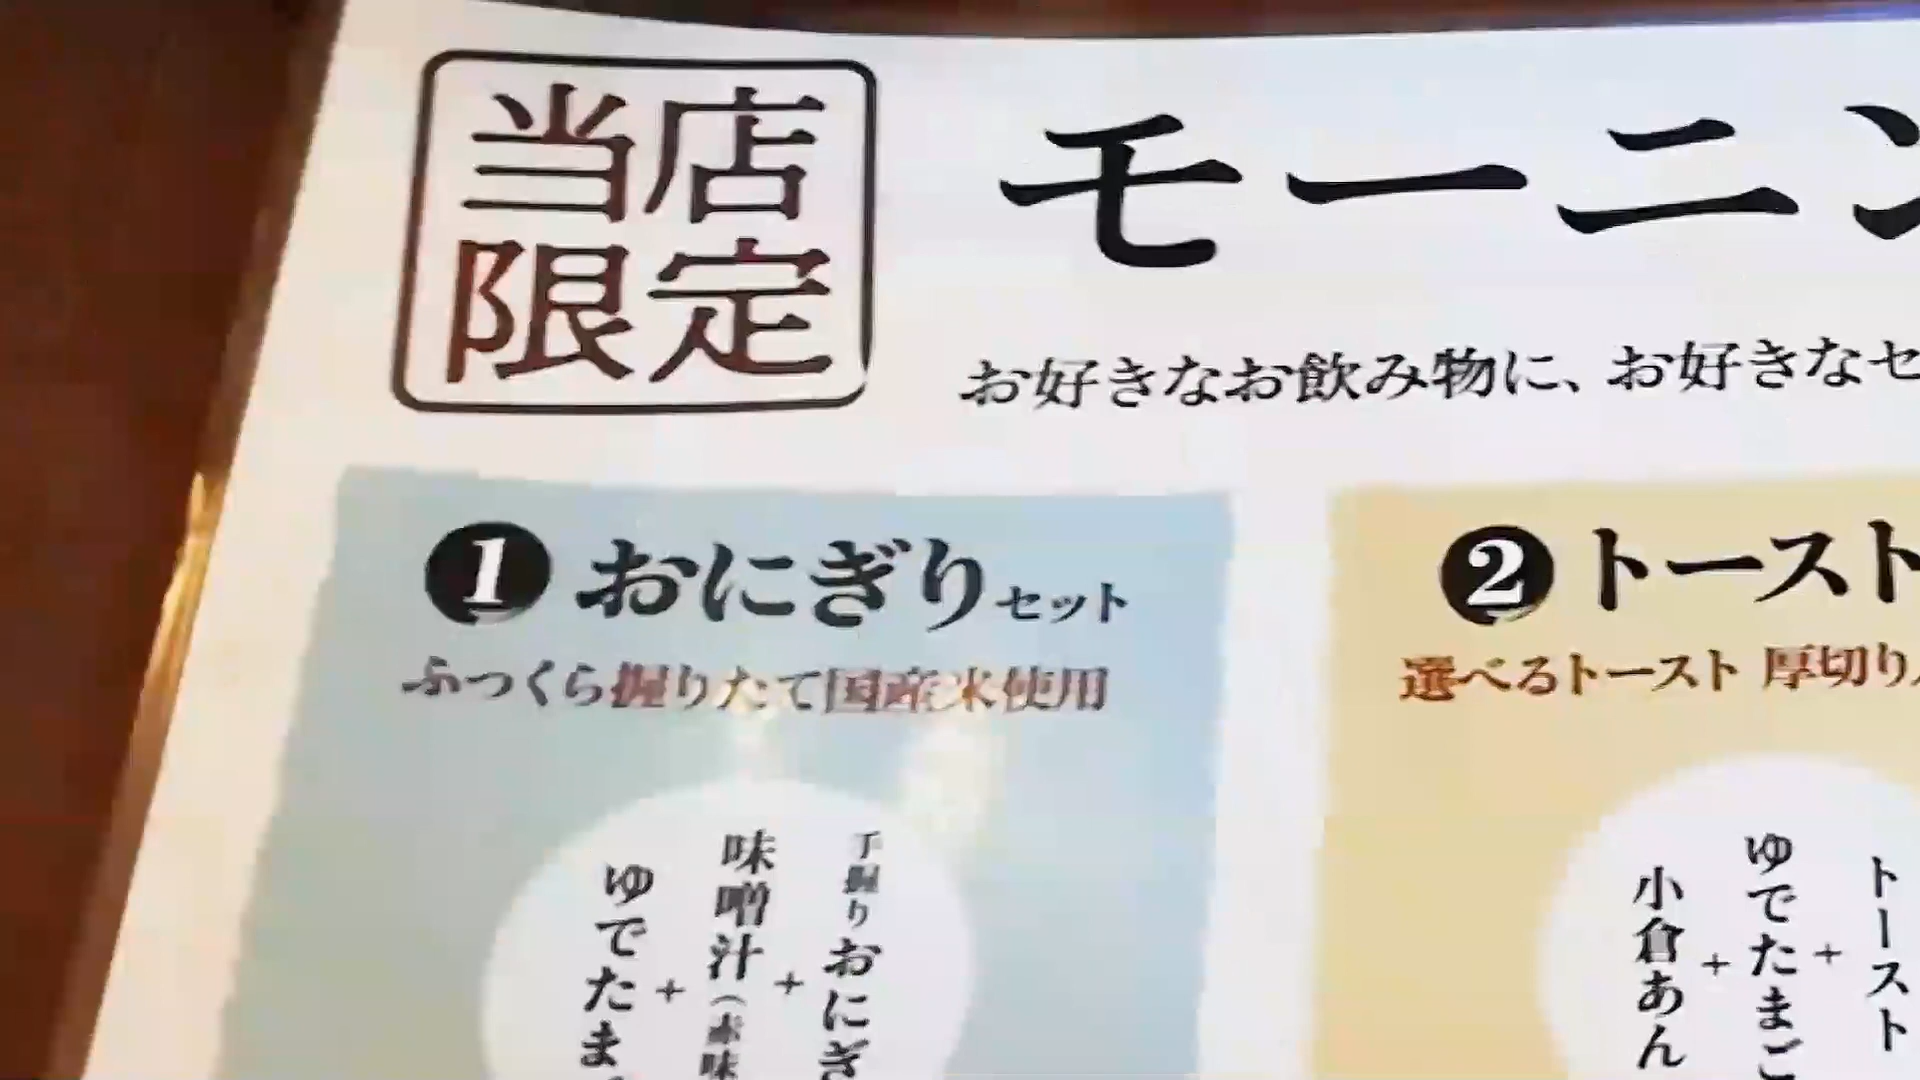 当店
限定
モーニン
お好きなお飲み物に、お好きなセ
1 おにぎりセット
ふっくら握りたて国産米使用
手握りおにぎ
+
味噌汁(赤味
+
ゆでたま
2 トースト
選べるトースト 厚切り
トースト
+
ゆでたまご
+
小倉あん